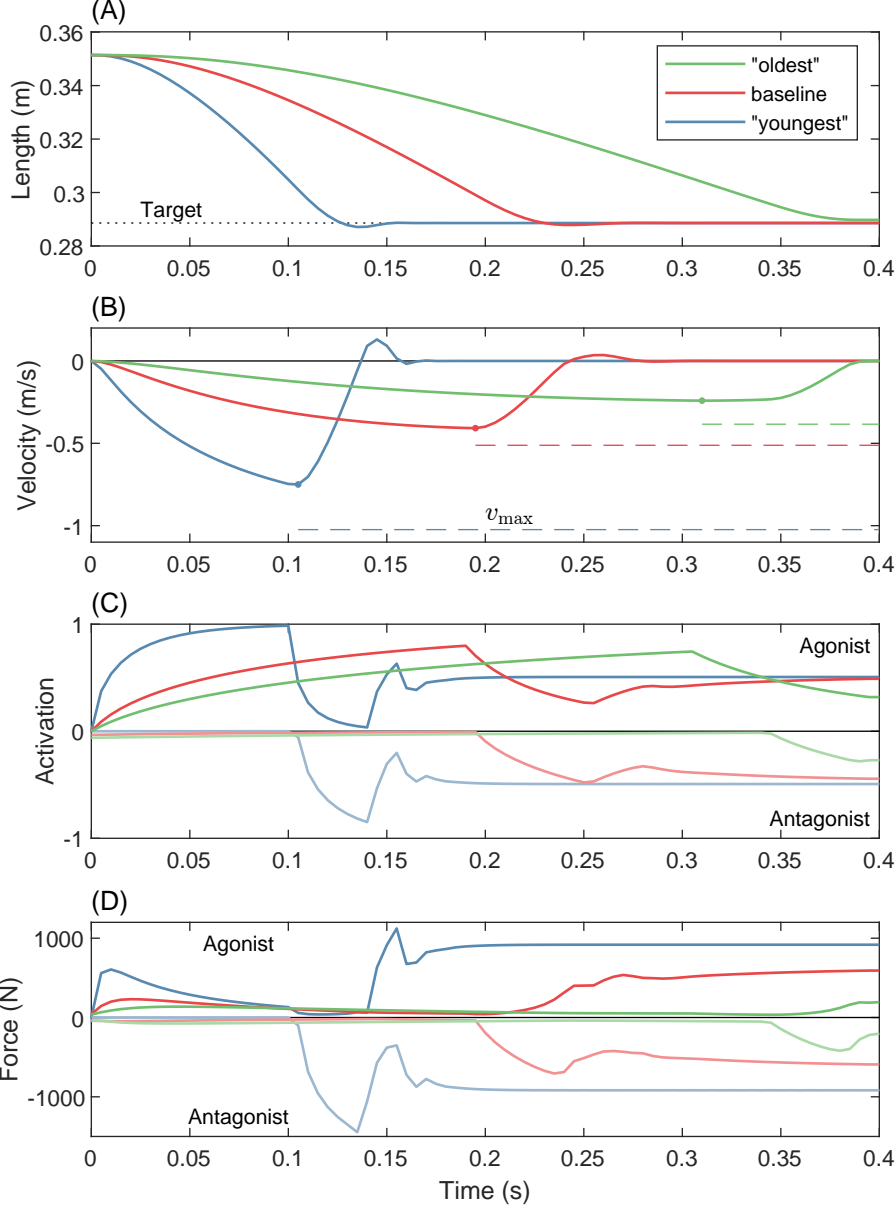 (A)
0.36
0.34
0.32
0.3
0.28
Length (m)
"oldest"
baseline
"youngest"
Target
0 0.05 0.1 0.15 0.2 0.25 0.3 0.35 0.4
(B)
0
-0.5
-1
Velocity (m/s)
vmax
0 0.05 0.1 0.15 0.2 0.25 0.3 0.35 0.4
(C)
1
0
-1
Activation
Agonist
Antagonist
0 0.05 0.1 0.15 0.2 0.25 0.3 0.35 0.4
(D)
1000
0
-1000
Force (N)
Agonist
Antagonist
0 0.05 0.1 0.15 0.2 0.25 0.3 0.35 0.4
Time (s)